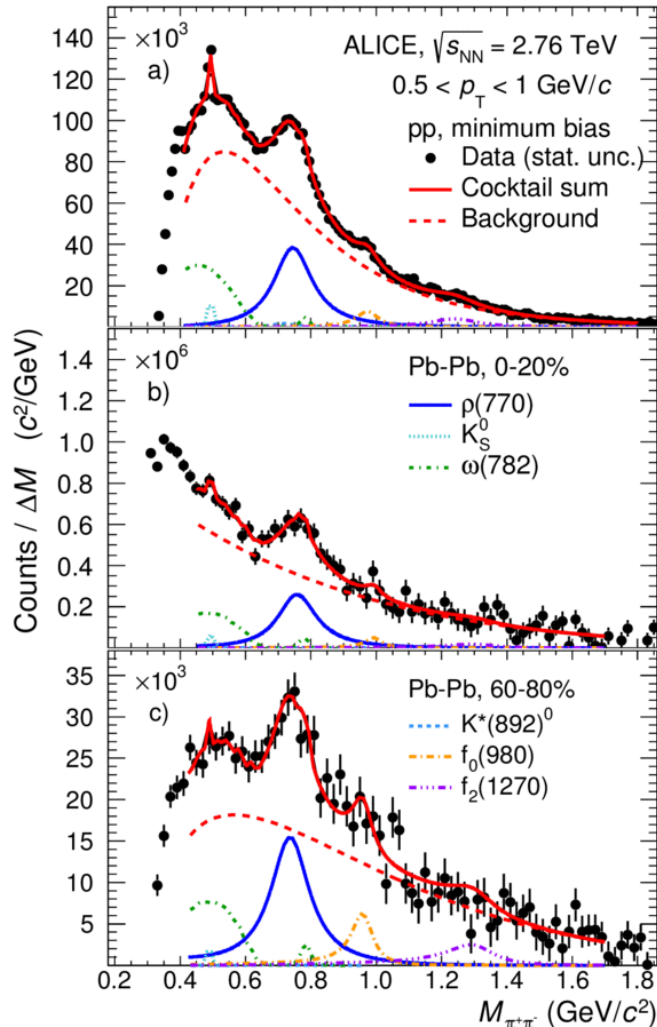 140
120
100
80
60
40
20
×10³
a)
ALICE, √s_NN = 2.76 TeV
0.5 < p_T < 1 GeV/c
pp, minimum bias
Data (stat. unc.)
Cocktail sum
Background
Counts / ΔM (c²/GeV)
1.4
1.2
1.0
0.8
0.6
0.4
0.2
×10⁶
b)
Pb-Pb, 0-20%
ρ(770)
K⁰_S
ω(782)
35
30
25
20
15
10
5
×10³
c)
Pb-Pb, 60-80%
K*(892)⁰
f₀(980)
f₂(1270)
0.2 0.4 0.6 0.8 1.0 1.2 1.4 1.6 1.8
M_π⁺π⁻ (GeV/c²)